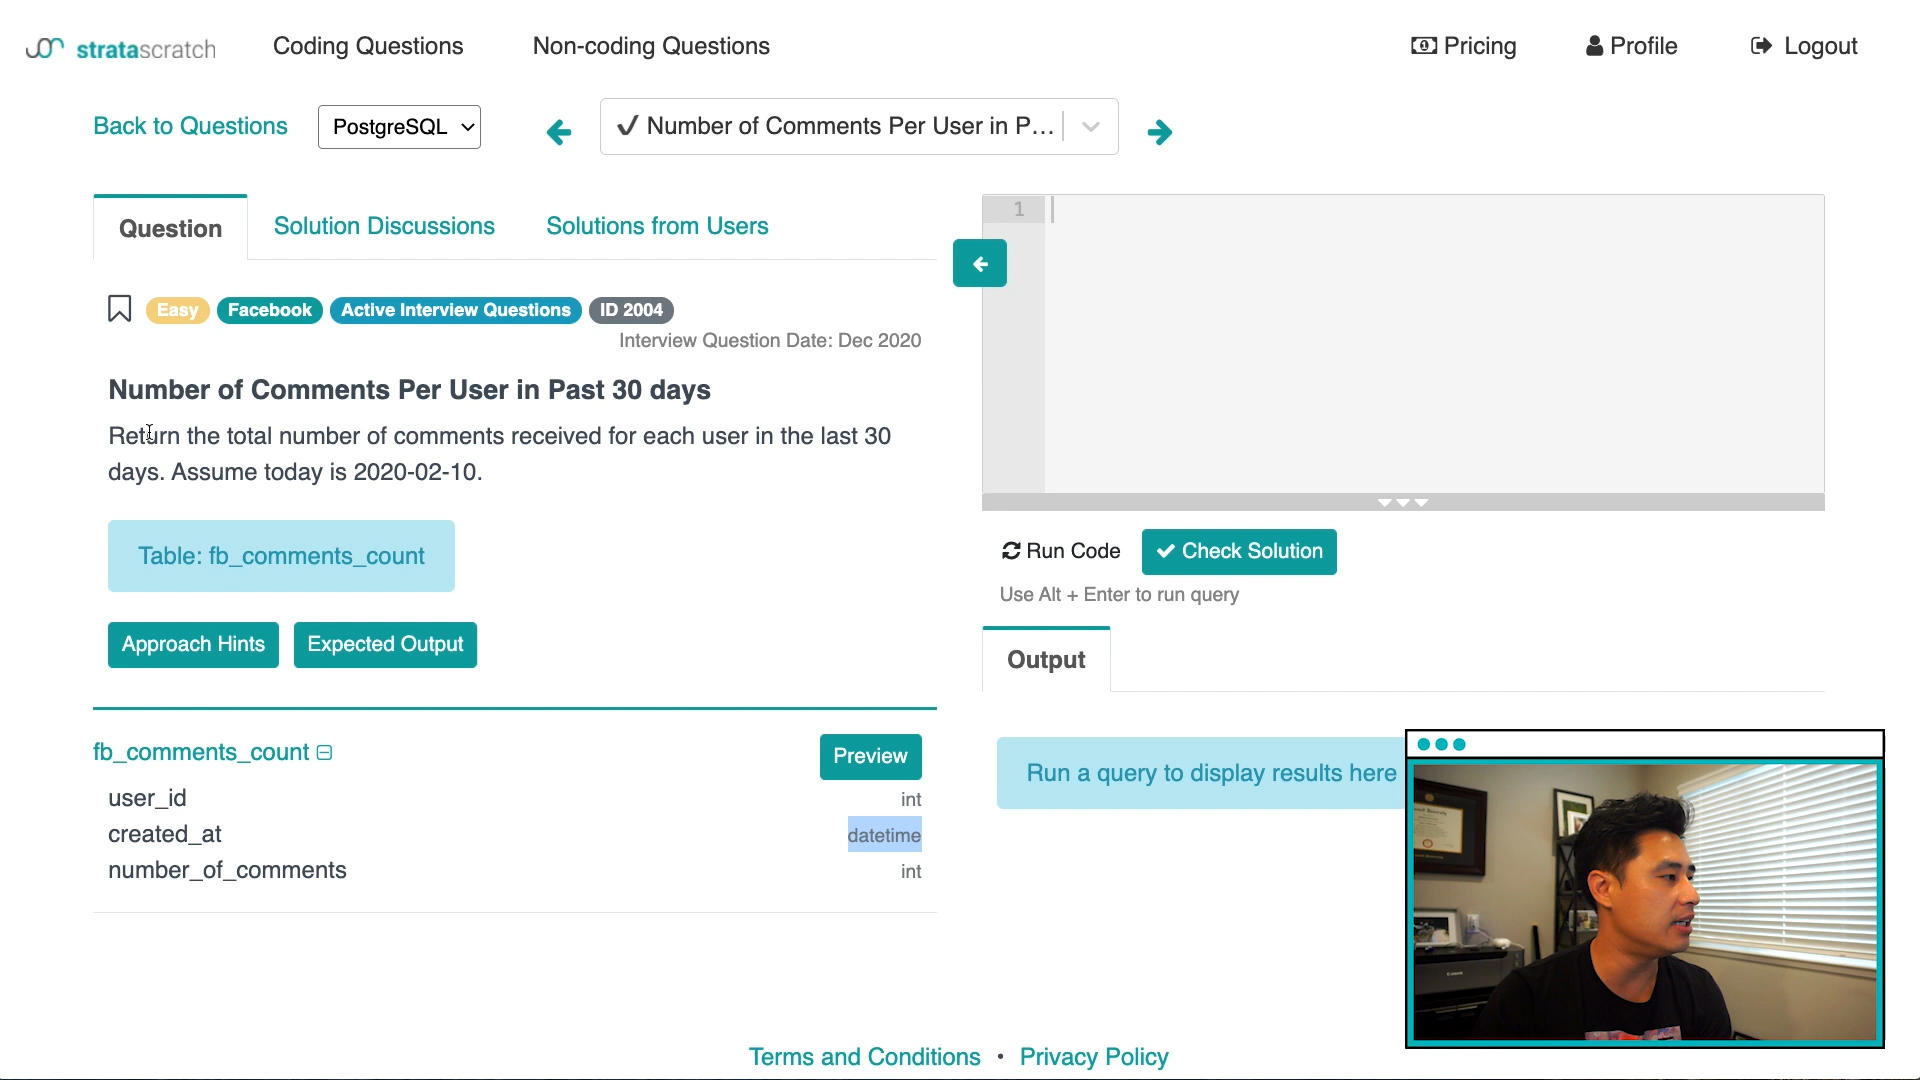 stratascratch
Coding Questions
Non-coding Questions
Pricing
Profile
Logout
Back to Questions
PostgreSQL
✓ Number of Comments Per User in P...
Question
Solution Discussions
Solutions from Users
Easy
Facebook
Active Interview Questions
ID 2004
Interview Question Date: Dec 2020
Number of Comments Per User in Past 30 days
Return the total number of comments received for each user in the last 30
days. Assume today is 2020-02-10.
Table: fb_comments_count
Approach Hints
Expected Output
fb_comments_count
Preview
user_id int
created_at datetime
number_of_comments int
1
Run Code
Check Solution
Use Alt + Enter to run query
Output
Run a query to display results here
Terms and Conditions • Privacy Policy